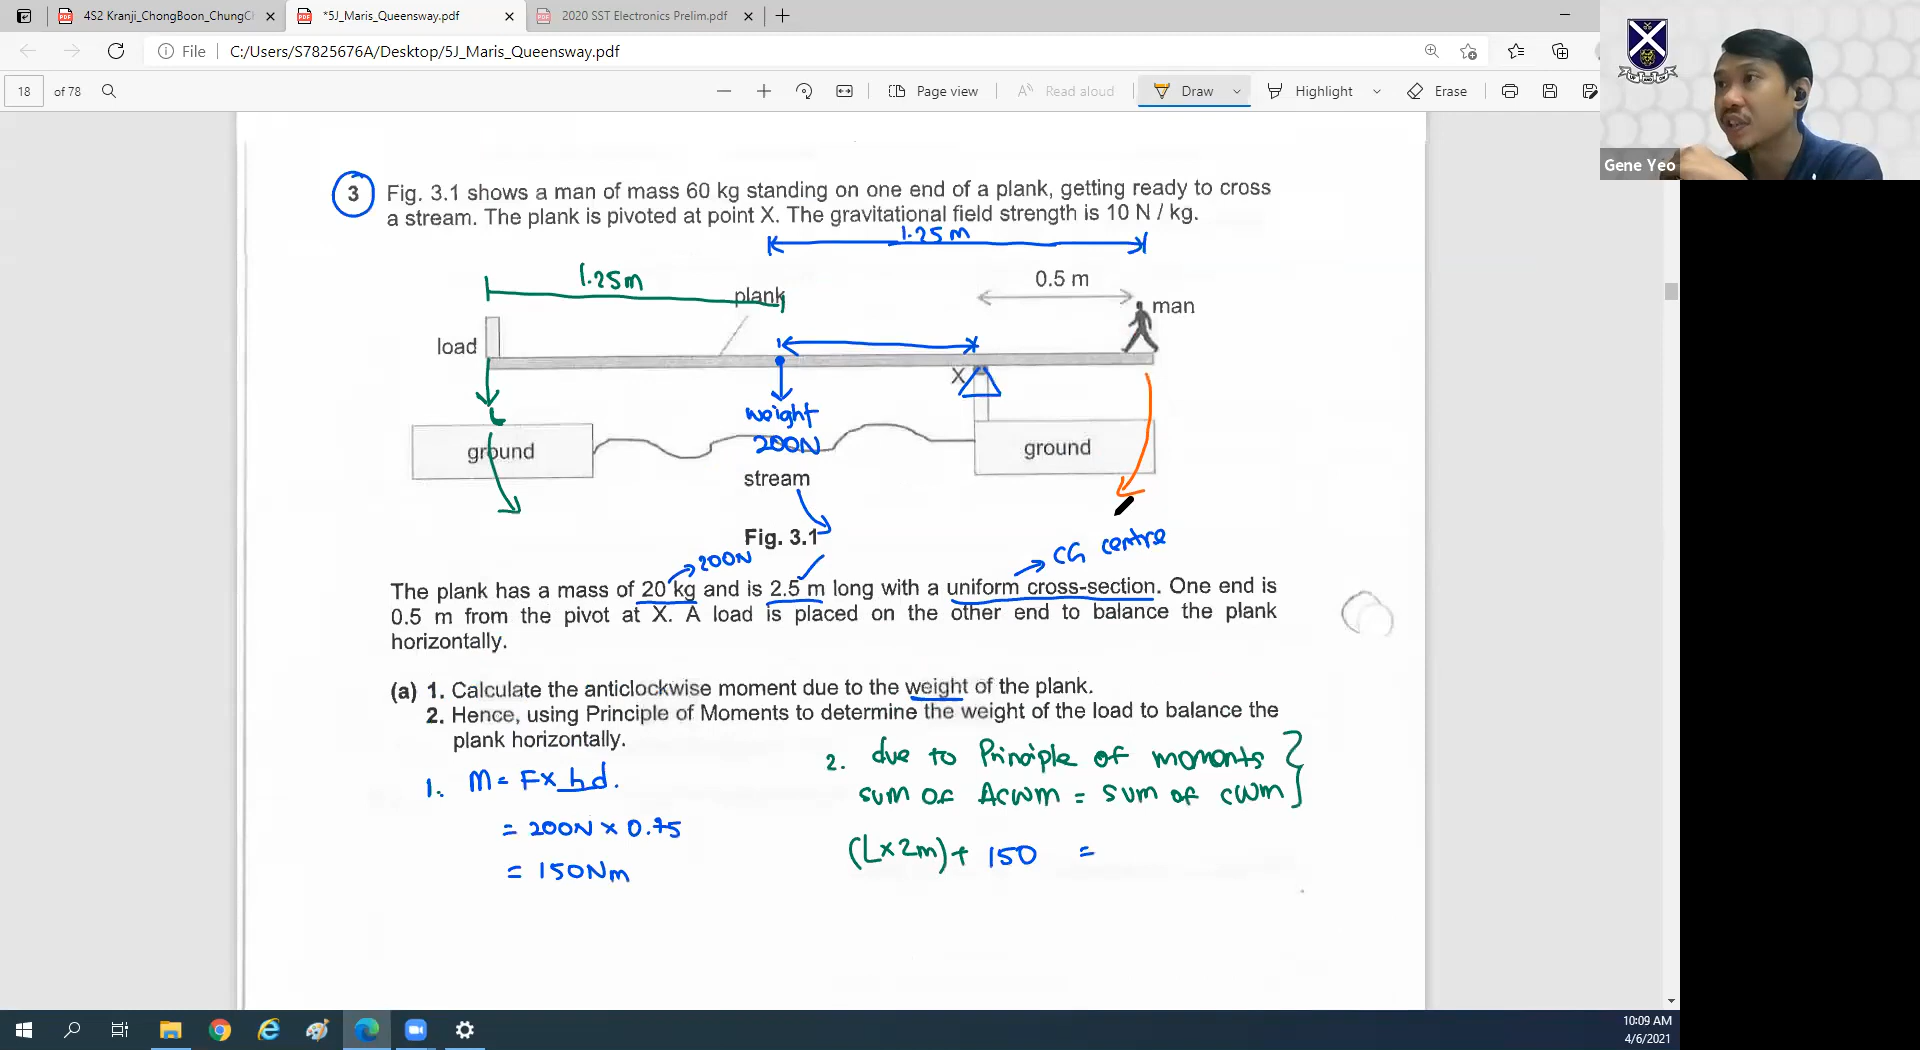 4S2 Kranji_ChongBoon_ChungC
*5J_Maris_Queensway.pdf
2020 SST Electronics Prelim.pdf
File
C:/Users/S7825676A/Desktop/5J_Maris_Queensway.pdf
18 of 78
Page view
Read aloud
Draw
Highlight
Erase
Gene Yeo
3 Fig. 3.1 shows a man of mass 60 kg standing on one end of a plank, getting ready to cross
a stream. The plank is pivoted at point X. The gravitational field strength is 10 N / kg.
1.25m
1.25m
0.5 m
plank
man
load
X
weight
200N
L
ground
ground
stream
Fig. 3.1
200N
CG centre
The plank has a mass of 20 kg and is 2.5 m long with a uniform cross-section. One end is
0.5 m from the pivot at X. A load is placed on the other end to balance the plank
horizontally.
(a) 1. Calculate the anticlockwise moment due to the weight of the plank.
2. Hence, using Principle of Moments to determine the weight of the load to balance the
plank horizontally.
1. M = F x h d.
= 200N x 0.75
= 150Nm
2. due to Principle of moments
sum of ACWM = sum of CWM
(L x 2m) + 150 =
10:09 AM
4/6/2021